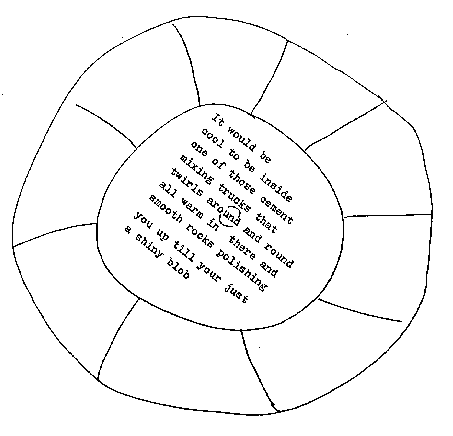 It would be
cool to be inside
one of those cement
mixing trucks that
twirls around and round
all warm in there and
smooth rocks polishing
you up till your just
a shiny blob